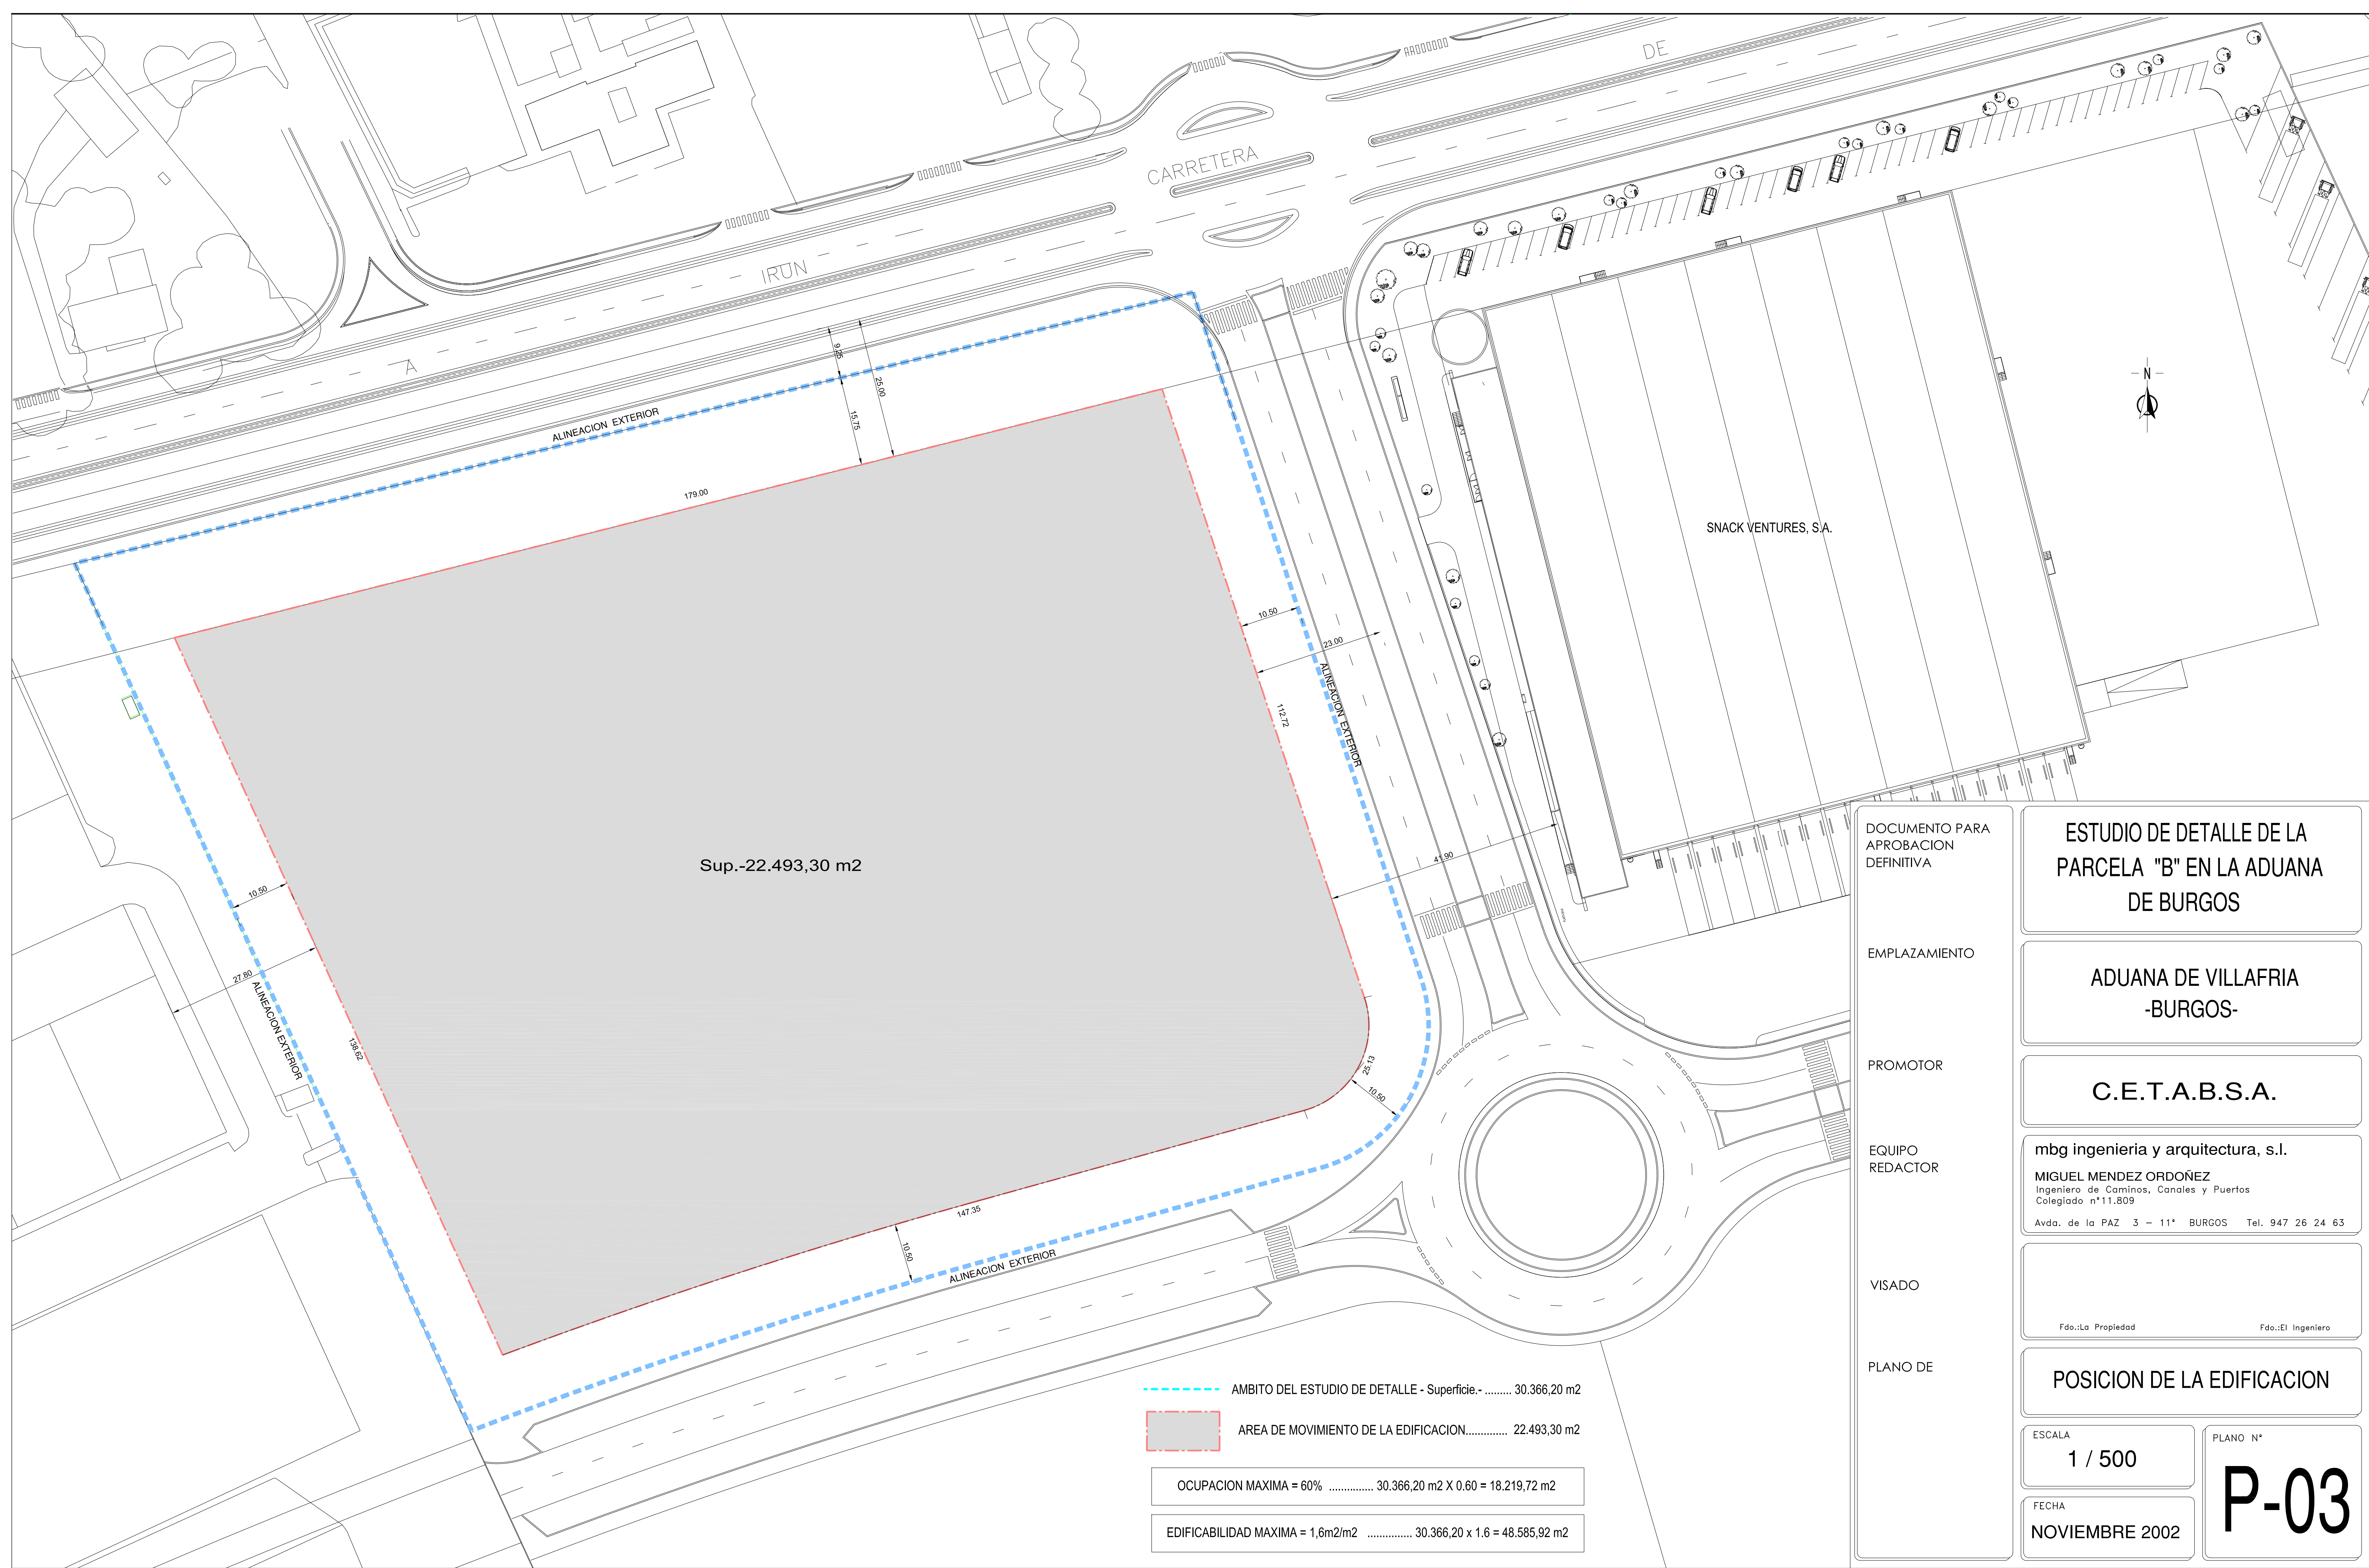 DE
CARRETERA
IRUN
A
N
9.25
25.00
15.75
ALINEACION EXTERIOR
179.00
SNACK VENTURES, S.A.
10.50
23.00
ALINEACION EXTERIOR
112.72
Sup.-22.493,30 m2
41.90
10.50
27.80
ALINEACION EXTERIOR
138.62
25.13
10.50
147.35
10.50
ALINEACION EXTERIOR
AMBITO DEL ESTUDIO DE DETALLE - Superficie.- ......... 30.366,20 m2
AREA DE MOVIMIENTO DE LA EDIFICACION.............. 22.493,30 m2
OCUPACION MAXIMA = 60% ............... 30.366,20 m2 X 0.60 = 18.219,72 m2
EDIFICABILIDAD MAXIMA = 1,6m2/m2 ............... 30.366,20 x 1.6 = 48.585,92 m2
DOCUMENTO PARA
APROBACION
DEFINITIVA
ESTUDIO DE DETALLE DE LA
PARCELA "B" EN LA ADUANA
DE BURGOS
EMPLAZAMIENTO
ADUANA DE VILLAFRIA
-BURGOS-
PROMOTOR
C.E.T.A.B.S.A.
EQUIPO
REDACTOR
mbg ingenieria y arquitectura, s.l.
MIGUEL MENDEZ ORDOÑEZ
Ingeniero de Caminos, Canales y Puertos
Colegiado nº11.809
Avda. de la PAZ 3 - 11º BURGOS Tel. 947 26 24 63
VISADO
Fdo.:La Propiedad Fdo.:El Ingeniero
PLANO DE
POSICION DE LA EDIFICACION
ESCALA
1 / 500
PLANO Nº
P-03
FECHA
NOVIEMBRE 2002